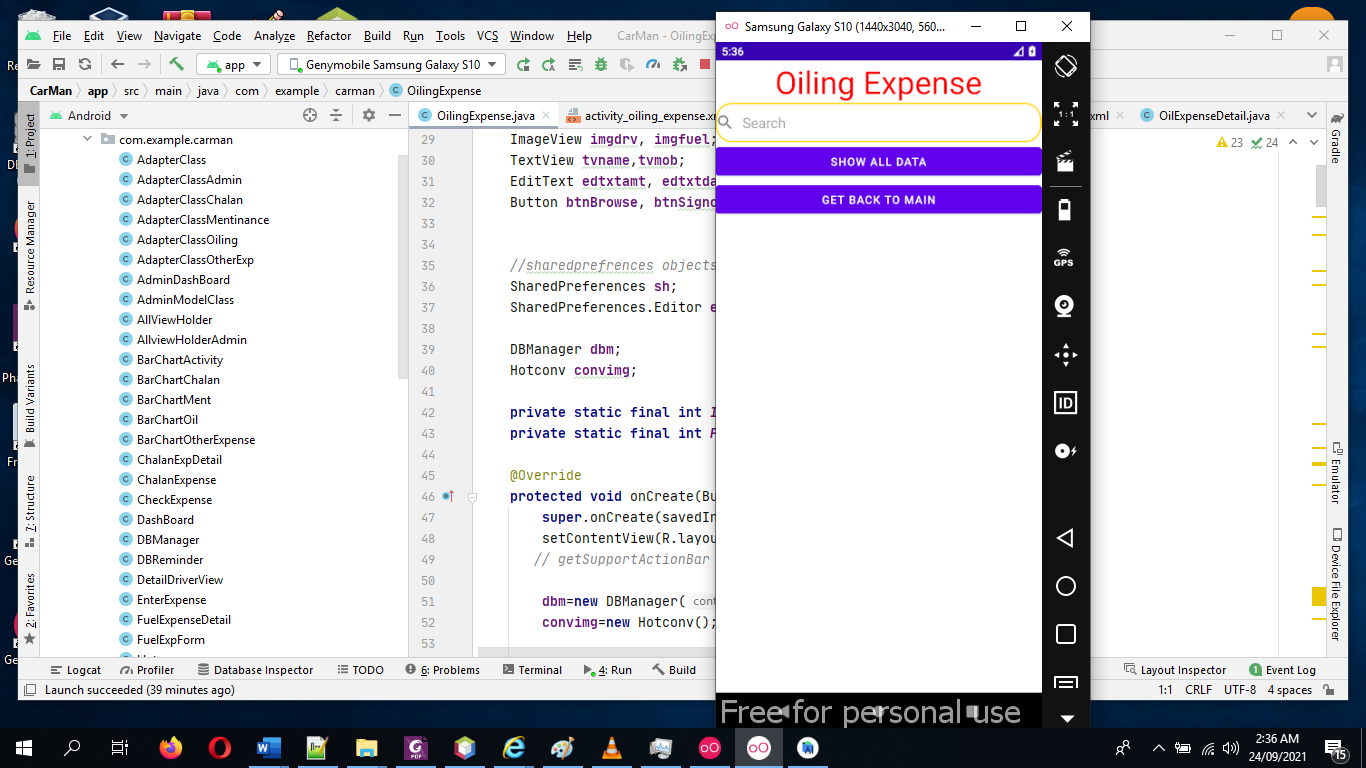 File Edit View Navigate Code Analyze Refactor Build Run Tools VCS Window Help CarMan - OilingExpe
app Genymobile Samsung Galaxy S10
CarMan app src main java com example carman OilingExpense
Android
OilingExpense.java activity_oiling_expense.xm xml OilExpenseDetail.java
1: Project
Resource Manager
Build Variants
7: Structure
2: Favorites
com.example.carman
AdapterClass
AdapterClassAdmin
AdapterClassChalan
AdapterClassMentinance
AdapterClassOiling
AdapterClassOtherExp
AdminDashBoard
AdminModelClass
AllViewHolder
AllviewHolderAdmin
BarChartActivity
BarChartChalan
BarChartMent
BarChartOil
BarChartOtherExpense
ChalanExpDetail
ChalanExpense
CheckExpense
DashBoard
DBManager
DBReminder
DetailDriverView
EnterExpense
FuelExpenseDetail
FuelExpForm
29 ImageView imgdrv, imgfuel;
30 TextView tvname,tvmob;
31 EditText edtxtamt, edtxtda
32 Button btnBrowse, btnSigno
33
34
35 //sharedprefrences objects
36 SharedPreferences sh;
37 SharedPreferences.Editor e
38
39 DBManager dbm;
40 Hotconv convimg;
41
42 private static final int I
43 private static final int P
44
45 @Override
46 protected void onCreate(Bu
47 super.onCreate(savedIn
48 setContentView(R.layou
49 // getSupportActionBar
50
51 dbm=new DBManager( cont
52 convimg=new Hotconv();
53
23 24
Gradle
Emulator
Device File Explorer
Samsung Galaxy S10 (1440x3040, 560...
5:36
Oiling Expense
Search
SHOW ALL DATA
GET BACK TO MAIN
1:1
GPS
ID
Free for personal use
Logcat Profiler Database Inspector TODO 6: Problems Terminal 4: Run Build Layout Inspector 1 Event Log
Launch succeeded (39 minutes ago) 1:1 CRLF UTF-8 4 spaces
2:36 AM
24/09/2021
15